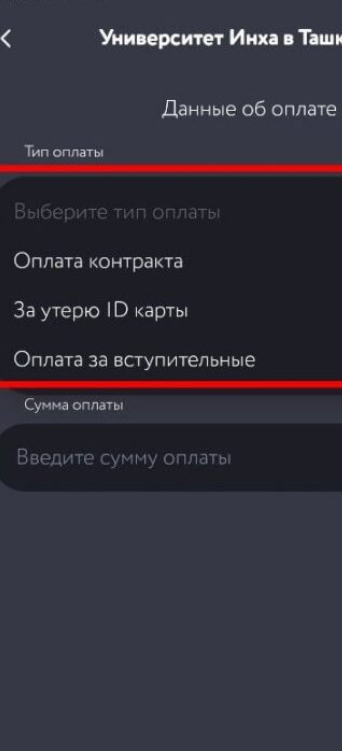 Университет Инха в
Данные об оплате
Тип оплаты
Выберите тип оплаты
Оплата контракта
За утерю ID карты
Оплата за вступительные
Сумма оплаты
Введите сумму оплаты